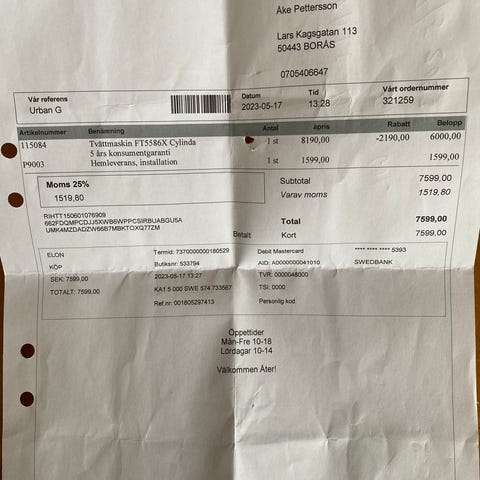 Åke Pettersson
Lars Kagsgatan 113
50443 BORÅS
0705406647
Vår referens Datum Tid Vårt ordernummer
Urban G 2023-05-17 13:28 321259
Artikelnummer Benämning Antal àpris Rabatt Belopp
115084 Tvättmaskin FT5586X Cylinda 1 st 8190,00 -2190,00 6000,00
5 års konsumentgaranti
P9003 Hemleverans, installation 1 st 1599,00 1599,00
Moms 25% Subtotal 7599,00
1519,80 Varav moms 1519,80
RIHTT150601076909
662FDQMPCDJJ5XWB6WPPCSIRBUABGU5A
UMK4MZDADZW66B7MBKTOXQ77ZM
Total 7599,00
Betalt Kort 7599,00
ELON Termid: 7370000000180529 Debit Mastercard **** **** **** 5393
KÖP Butiksnr: 533794 AID: A0000000041010 SWEDBANK
SEK: 7599,00 2023-05-17 13:27 TVR: 0000048000
TOTALT: 7599,00 KA1 5 000 SWE 574 733567 TSI: 0000
Ref.nr: 001805297413 Personlig kod
Öppettider
Mån-Fre 10-18
Lördagar 10-14
Välkommen Åter!